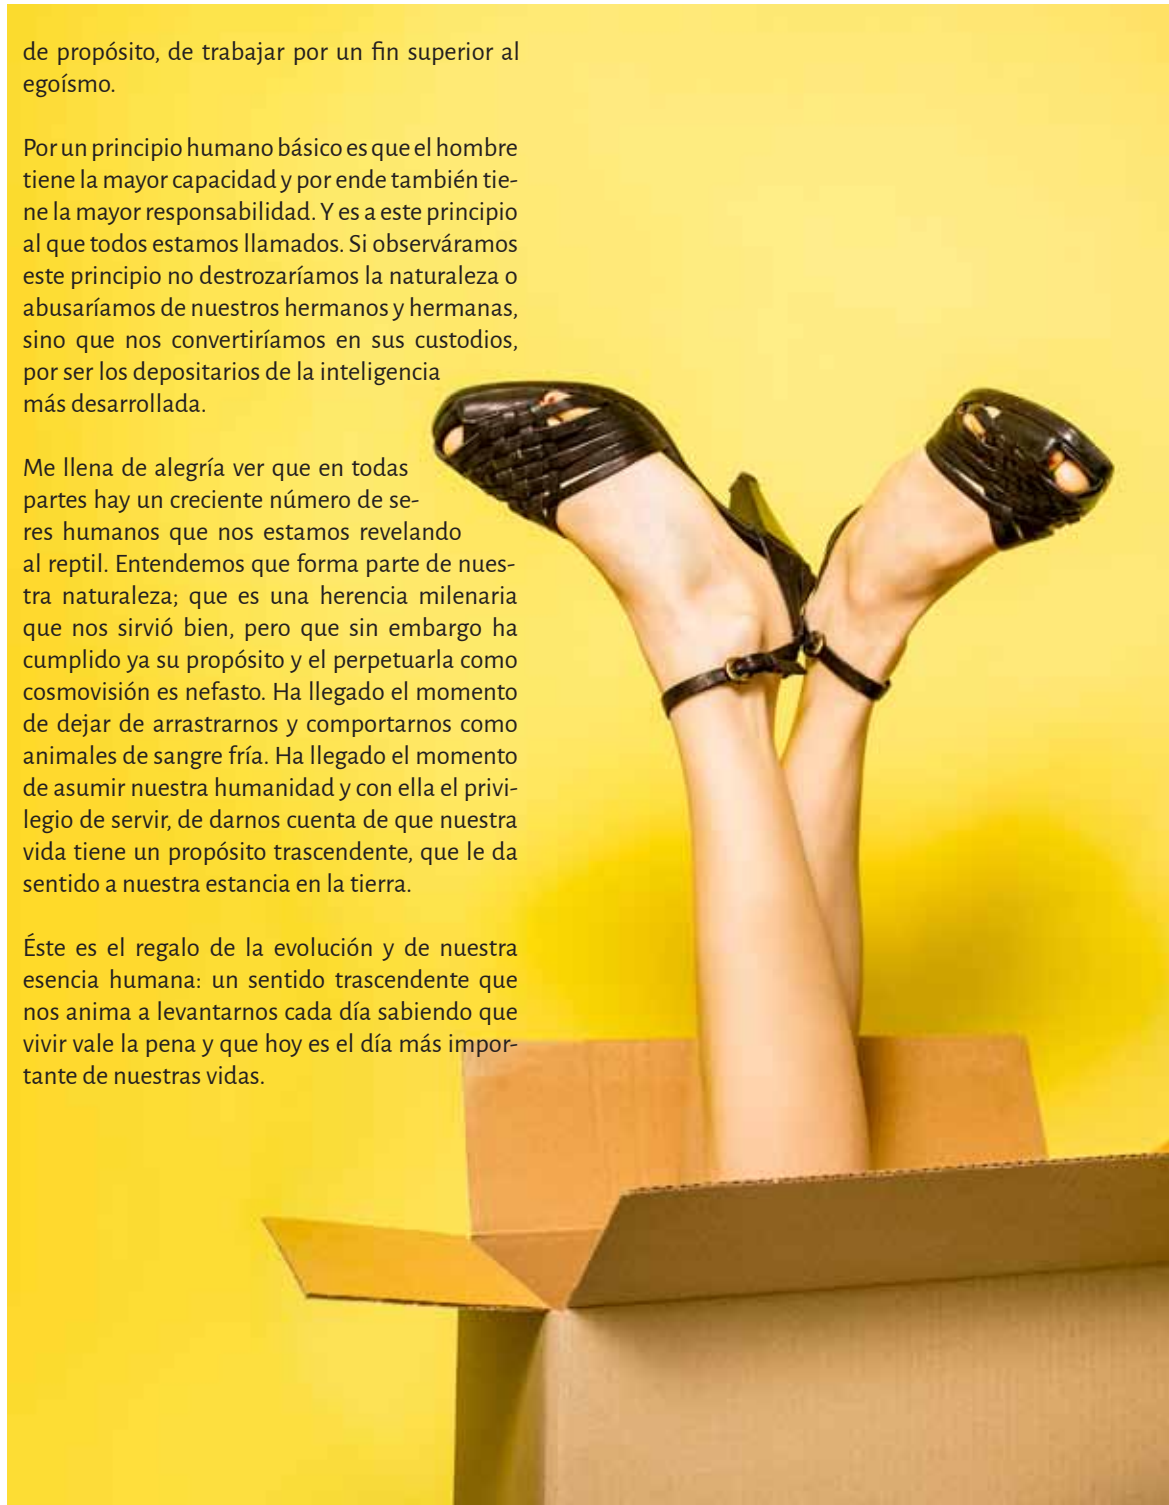 de propósito, de trabajar por un fin superior al
egoísmo.
Por un principio humano básico es que el hombre
tiene la mayor capacidad y por ende también tie-
ne la mayor responsabilidad. Y es a este principio
al que todos estamos llamados. Si observáramos
este principio no destrozaríamos la naturaleza o
abusaríamos de nuestros hermanos y hermanas,
sino que nos convertiríamos en sus custodios,
por ser los depositarios de la inteligencia
más desarrollada.
Me llena de alegría ver que en todas
partes hay un creciente número de se-
res humanos que nos estamos revelando
al reptil. Entendemos que forma parte de nues-
tra naturaleza; que es una herencia milenaria
que nos sirvió bien, pero que sin embargo ha
cumplido ya su propósito y el perpetuarla como
cosmovisión es nefasto. Ha llegado el momento
de dejar de arrastrarnos y comportarnos como
animales de sangre fría. Ha llegado el momento
de asumir nuestra humanidad y con ella el privi-
legio de servir, de darnos cuenta de que nuestra
vida tiene un propósito trascendente, que le da
sentido a nuestra estancia en la tierra.
Éste es el regalo de la evolución y de nuestra
esencia humana: un sentido trascendente que
nos anima a levantarnos cada día sabiendo que
vivir vale la pena y que hoy es el día más impor-
tante de nuestras vidas.